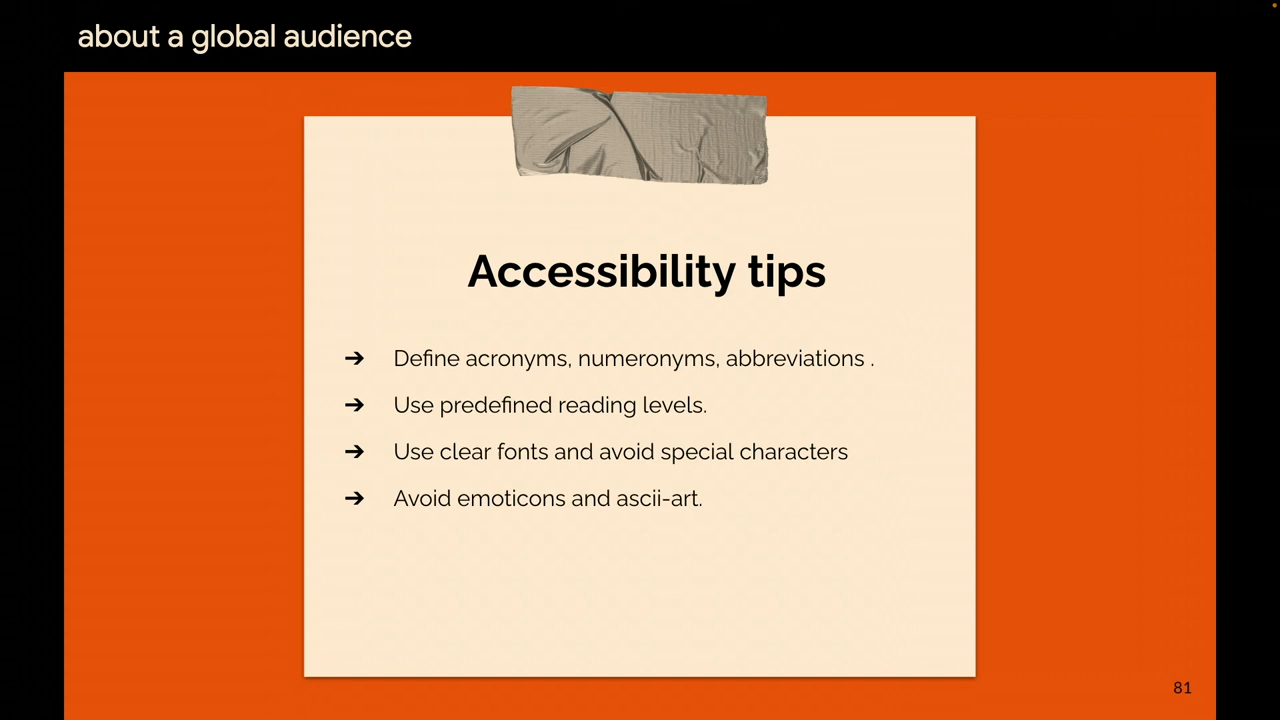 about a global audience
Accessibility tips
➔ Define acronyms, numeronyms, abbreviations .
➔ Use predefined reading levels.
➔ Use clear fonts and avoid special characters
➔ Avoid emoticons and ascii-art.
81